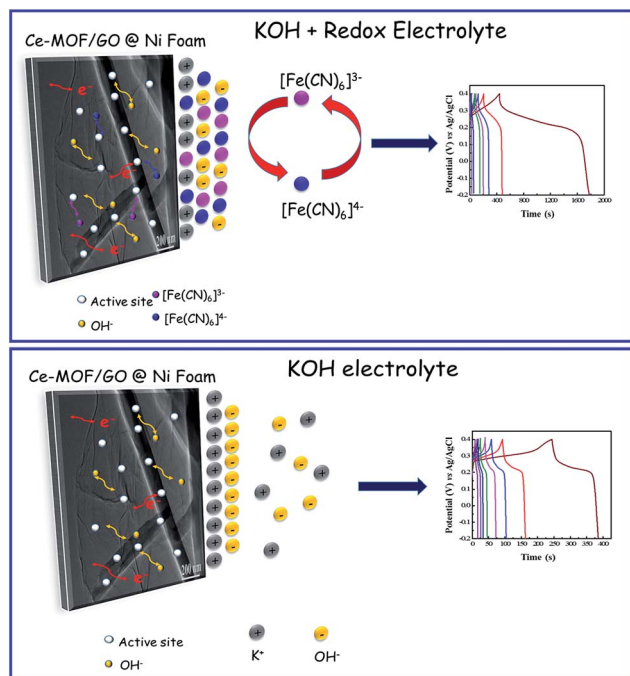 KOH + Redox Electrolyte
Ce-MOF/GO @ Ni Foam
e⁻
e⁻
e⁻
200 µm
+
-
[Fe(CN)₆]³⁻
[Fe(CN)₆]⁴⁻
Potential (V) vs Ag/AgCl
0.4
0.3
0.2
0.1
0.0
-0.1
-0.2
0 400 800 1200 1600 2000
Time (s)
Active site
[Fe(CN)₆]³⁻
OH⁻
[Fe(CN)₆]⁴⁻
KOH electrolyte
Ce-MOF/GO @ Ni Foam
e⁻
e⁻
e⁻
200 µm
+
-
Potential (V) vs Ag/AgCl
0.4
0.3
0.2
0.1
0.0
-0.1
-0.2
0 50 100 150 200 250 300 350 400
Time (s)
Active site
OH⁻
+
K⁺
-
OH⁻